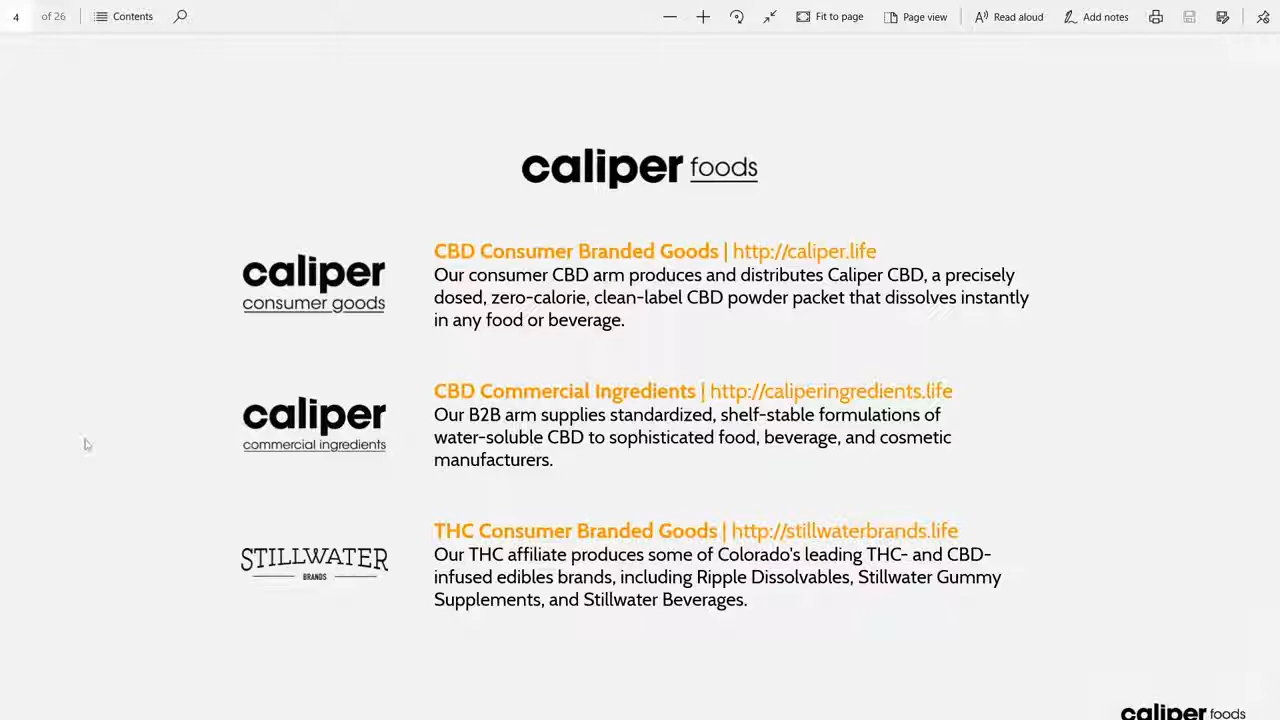 4 of 26 Contents Fit to page Page view Read aloud Add notes
caliper foods
caliper
consumer goods
CBD Consumer Branded Goods | http://caliper.life
Our consumer CBD arm produces and distributes Caliper CBD, a precisely
dosed, zero-calorie, clean-label CBD powder packet that dissolves instantly
in any food or beverage.
caliper
commercial ingredients
CBD Commercial Ingredients | http://caliperingredients.life
Our B2B arm supplies standardized, shelf-stable formulations of
water-soluble CBD to sophisticated food, beverage, and cosmetic
manufacturers.
STILLWATER
BRANDS
THC Consumer Branded Goods | http://stillwaterbrands.life
Our THC affiliate produces some of Colorado's leading THC- and CBD-
infused edibles brands, including Ripple Dissolvables, Stillwater Gummy
Supplements, and Stillwater Beverages.
caliper foods